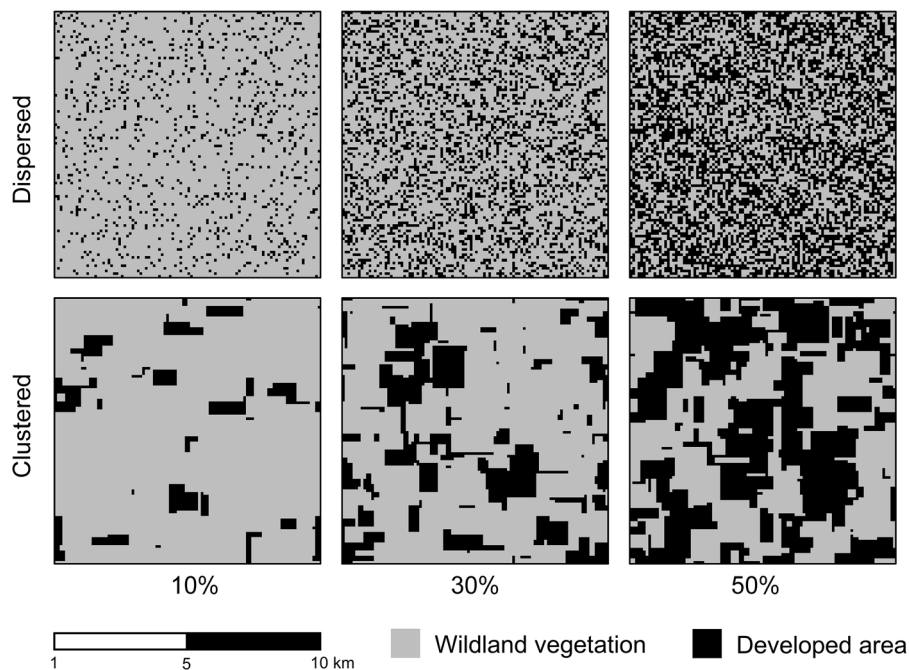 Dispersed
Clustered
10%
30%
50%
1
5
10 km
Wildland vegetation
Developed area